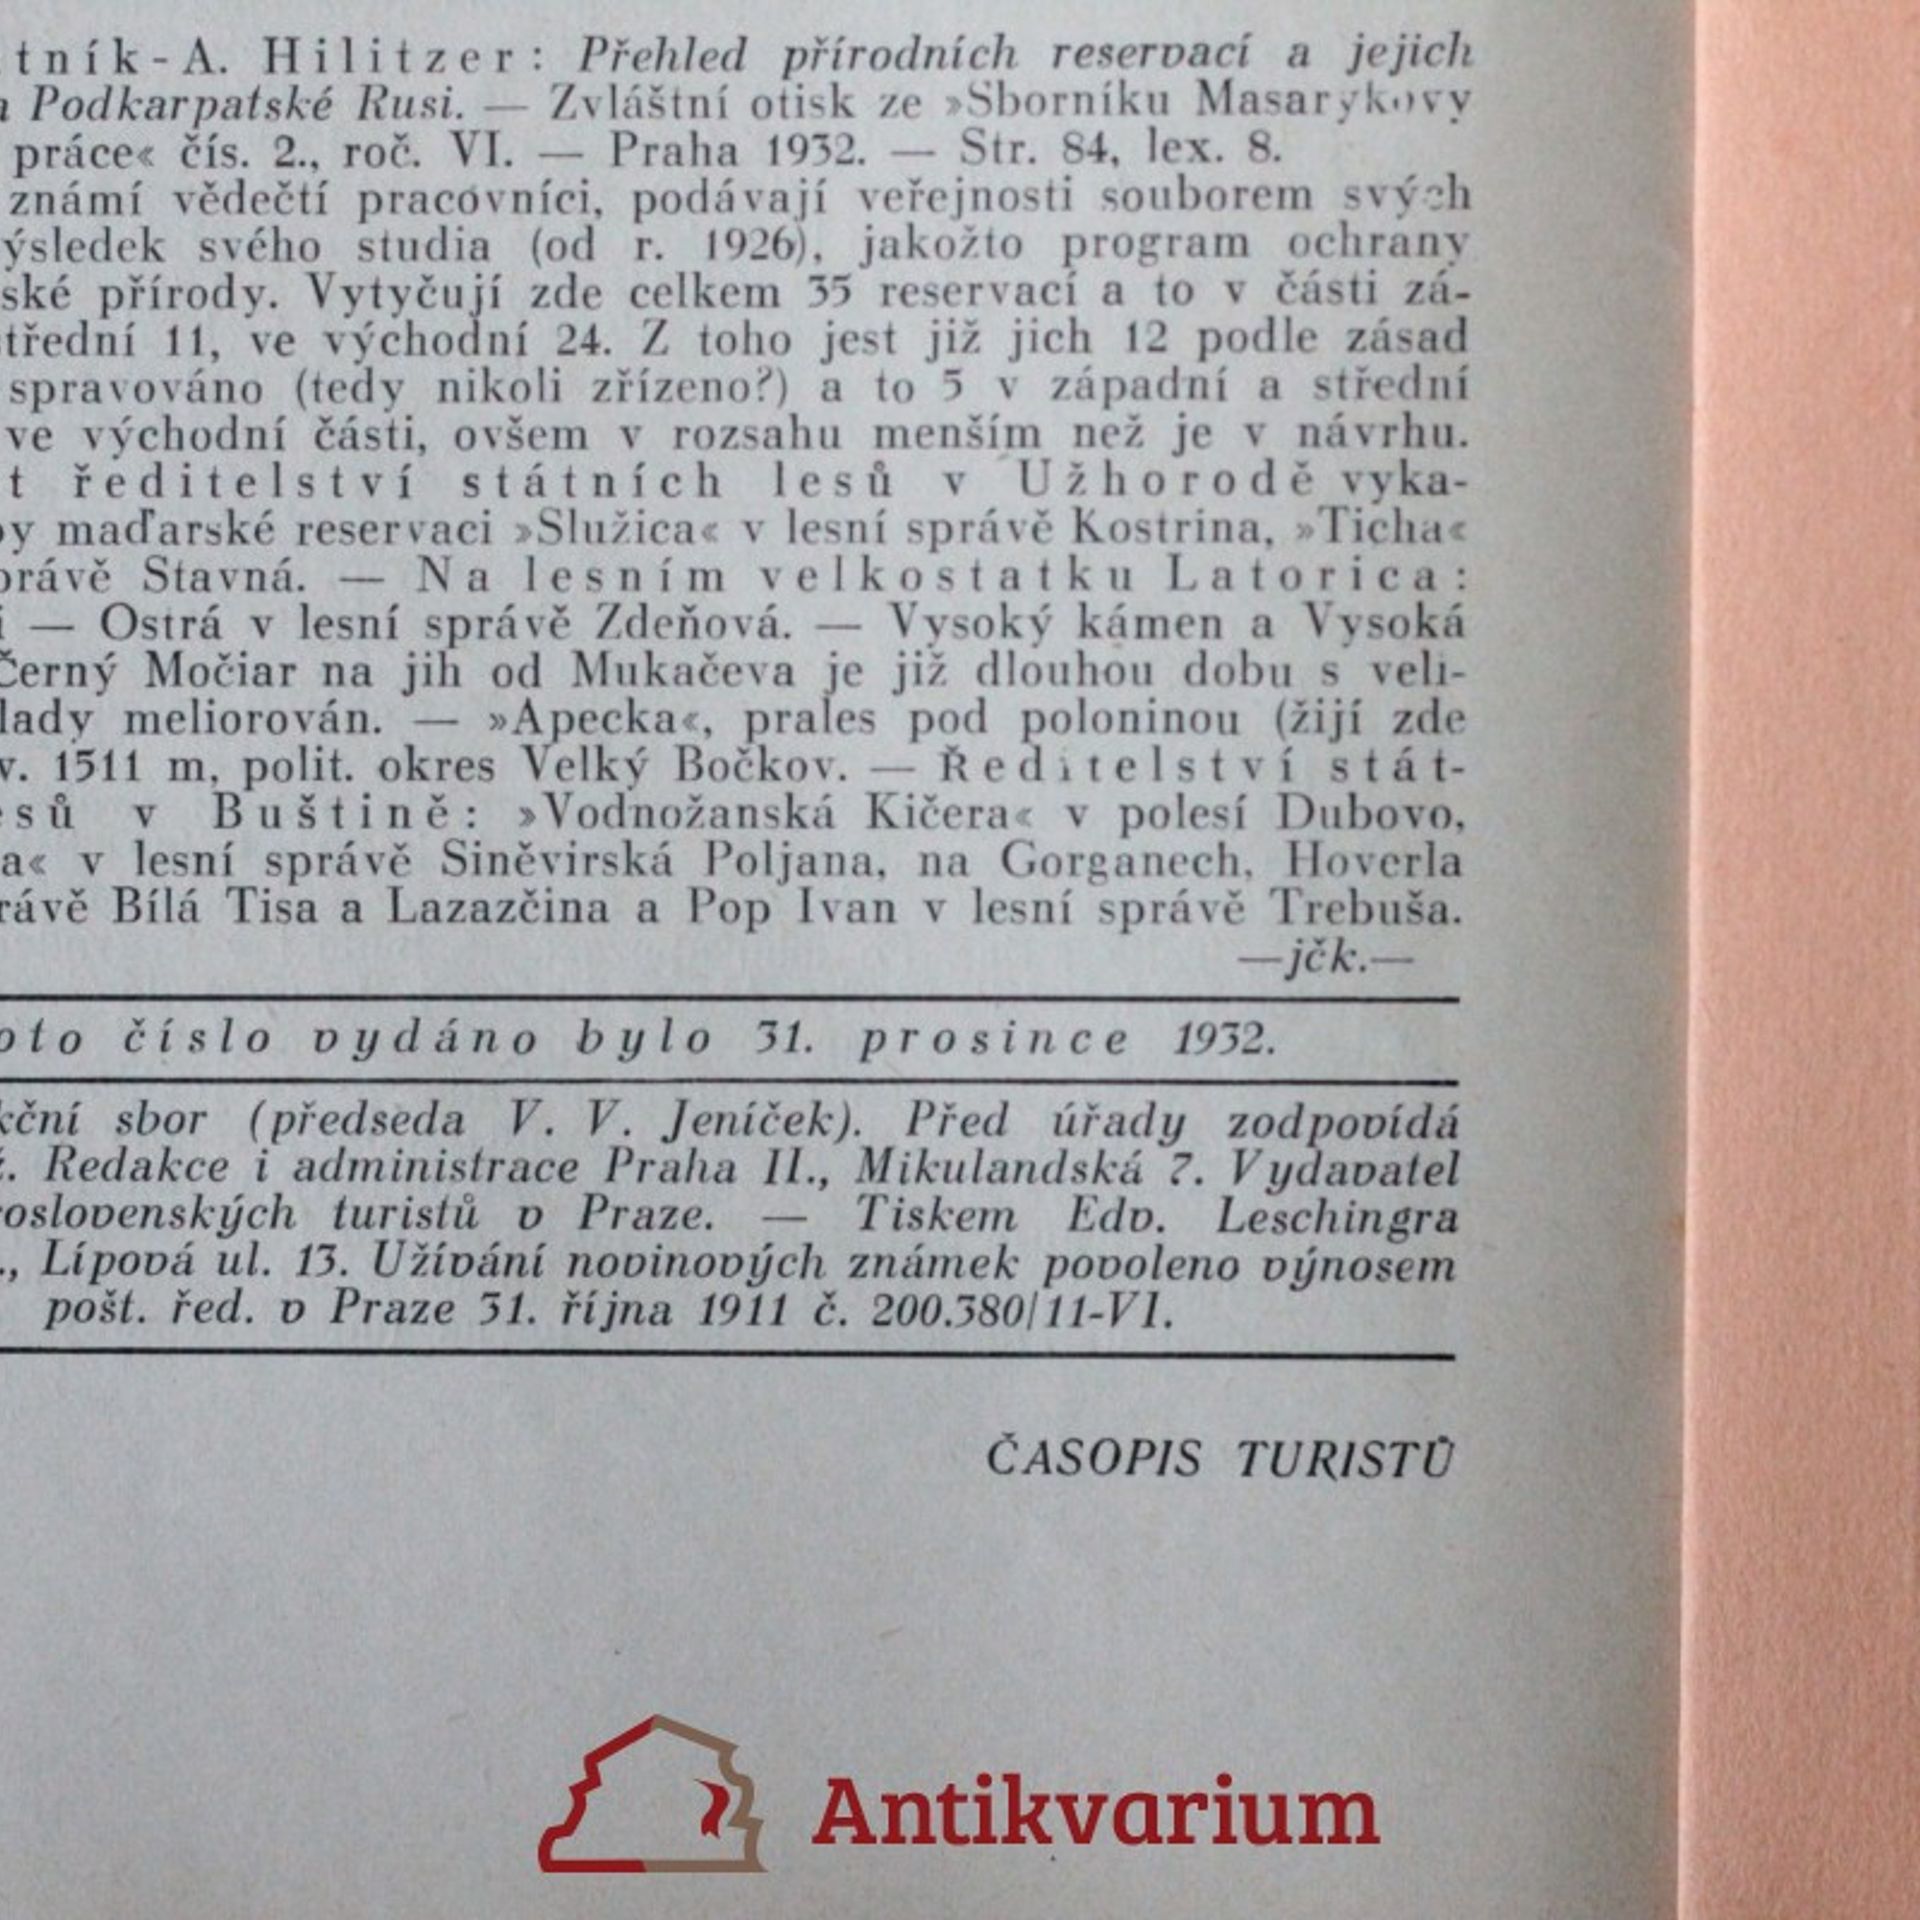 tník-A. Hilitzer: Přehled přírodních reservací a jejich
Podkarpatské Rusi. — Zvláštní otisk ze »Sborníku Masarykovy
práce« čís. 2., roč. VI. — Praha 1932. — Str. 84, lex. 8.
známí vědečtí pracovníci, podávají veřejnosti souborem svých
ýsledek svého studia (od r. 1926), jakožto program ochrany
ské přírody. Vytyčují zde celkem 35 reservací a to v části zá-
třední 11, ve východní 24. Z toho jest již jich 12 podle zásad
spravováno (tedy nikoli zřízeno?) a to 5 v západní a střední
ve východní části, ovšem v rozsahu menším než je v návrhu.
t ředitelství státních lesů v Užhorodě vyka-
by maďarské reservaci »Služica« v lesní správě Kostrina, »Ticha«
právě Stavná. — Na lesním velkostatku Latorica:
i — Ostrá v lesní správě Zdeňová. — Vysoký kámen a Vysoká
Černý Močiar na jih od Mukačeva je již dlouhou dobu s veli-
lady meliorován. — »Apecka«, prales pod poloninou (žijí zde
v. 1511 m, polit. okres Velký Bočkov. — Ředitelství stát-
esů v Buštině: »Vodnožanská Kičera« v polesí Dubovo,
a« v lesní správě Siněvirská Poljana, na Gorganech, Hoverla
rávě Bílá Tisa a Lazazčina a Pop Ivan v lesní správě Trebuša.
—jčk.—
oto číslo vydáno bylo 31. prosince 1932.
kční sbor (předseda V. V. Jeníček). Před úřady zodpovídá
ž. Redakce i administrace Praha II., Mikulandská 7. Vydavatel
oslovenských turistů v Praze. — Tiskem Edv. Leschingra
., Lípová ul. 13. Užívání novinových známek povoleno výnosem
pošt. řed. v Praze 31. října 1911 č. 200.380/11-VI.
ČASOPIS TURISTŮ
Antikvarium